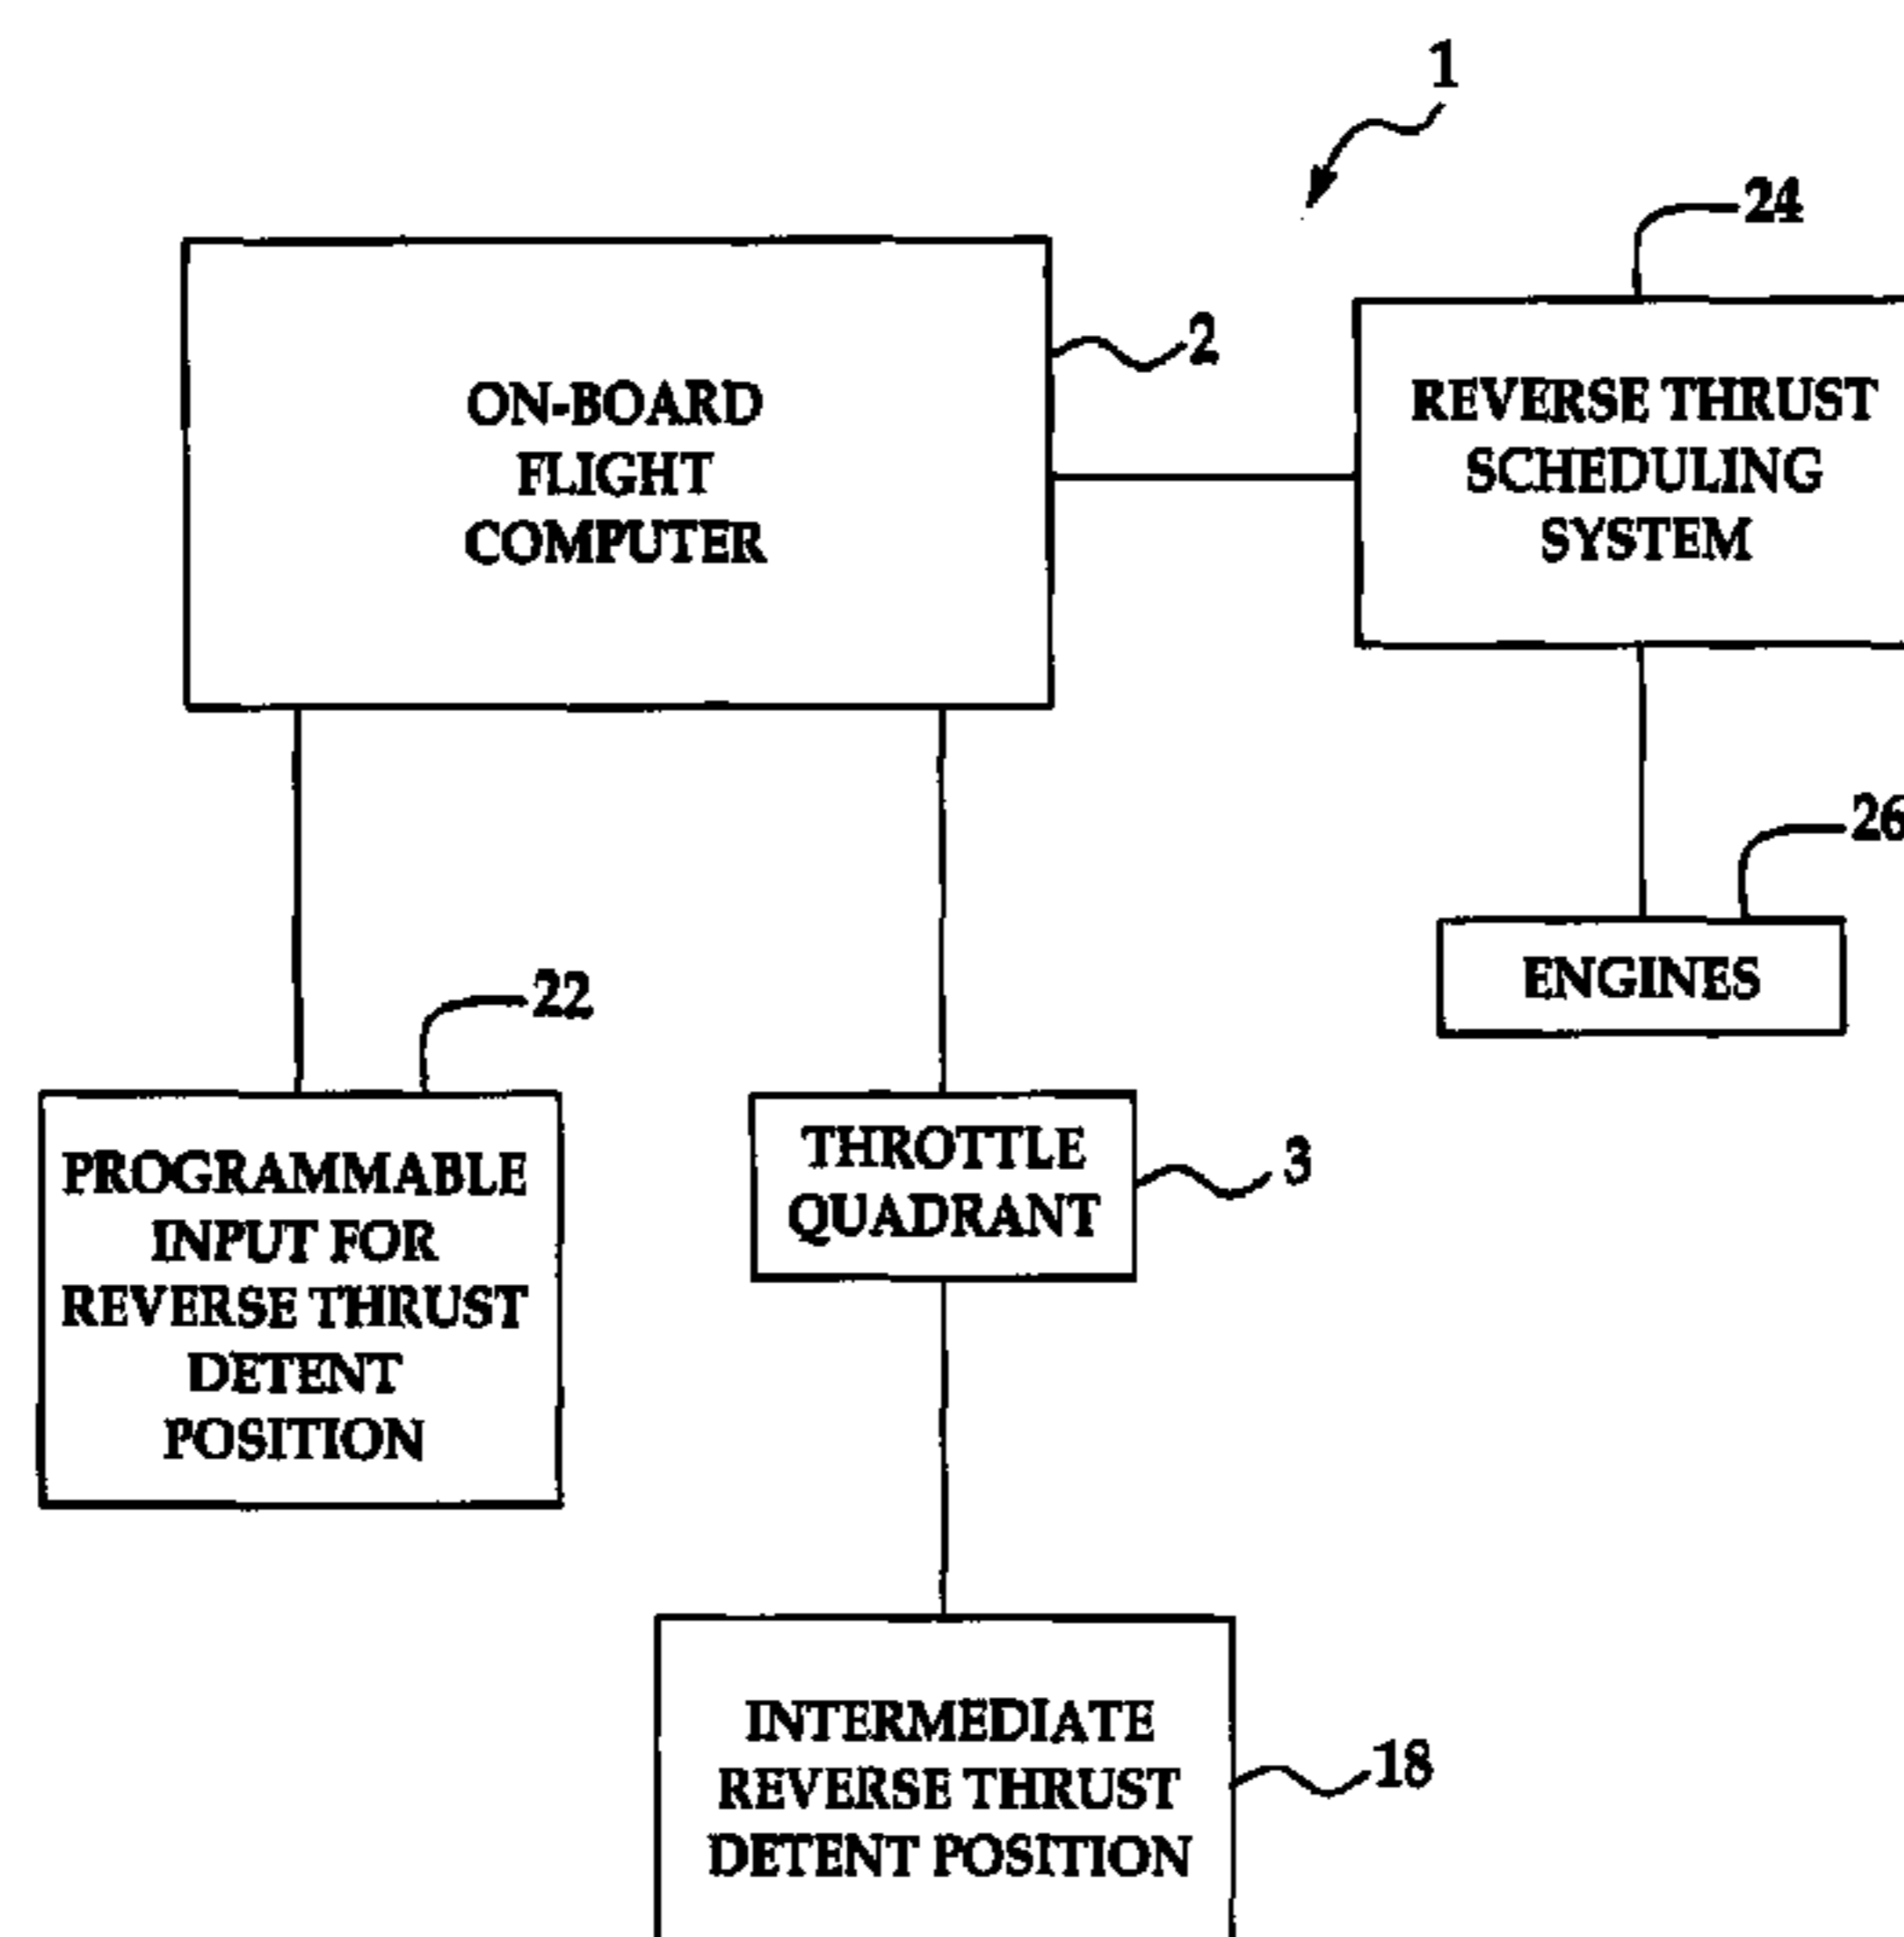 1
24
2
ON-BOARD
FLIGHT
COMPUTER
REVERSE THRUST
SCHEDULING
SYSTEM
26
ENGINES
22
PROGRAMMABLE
INPUT FOR
REVERSE THRUST
DETENT
POSITION
THROTTLE
QUADRANT
3
INTERMEDIATE
REVERSE THRUST
DETENT POSITION
18